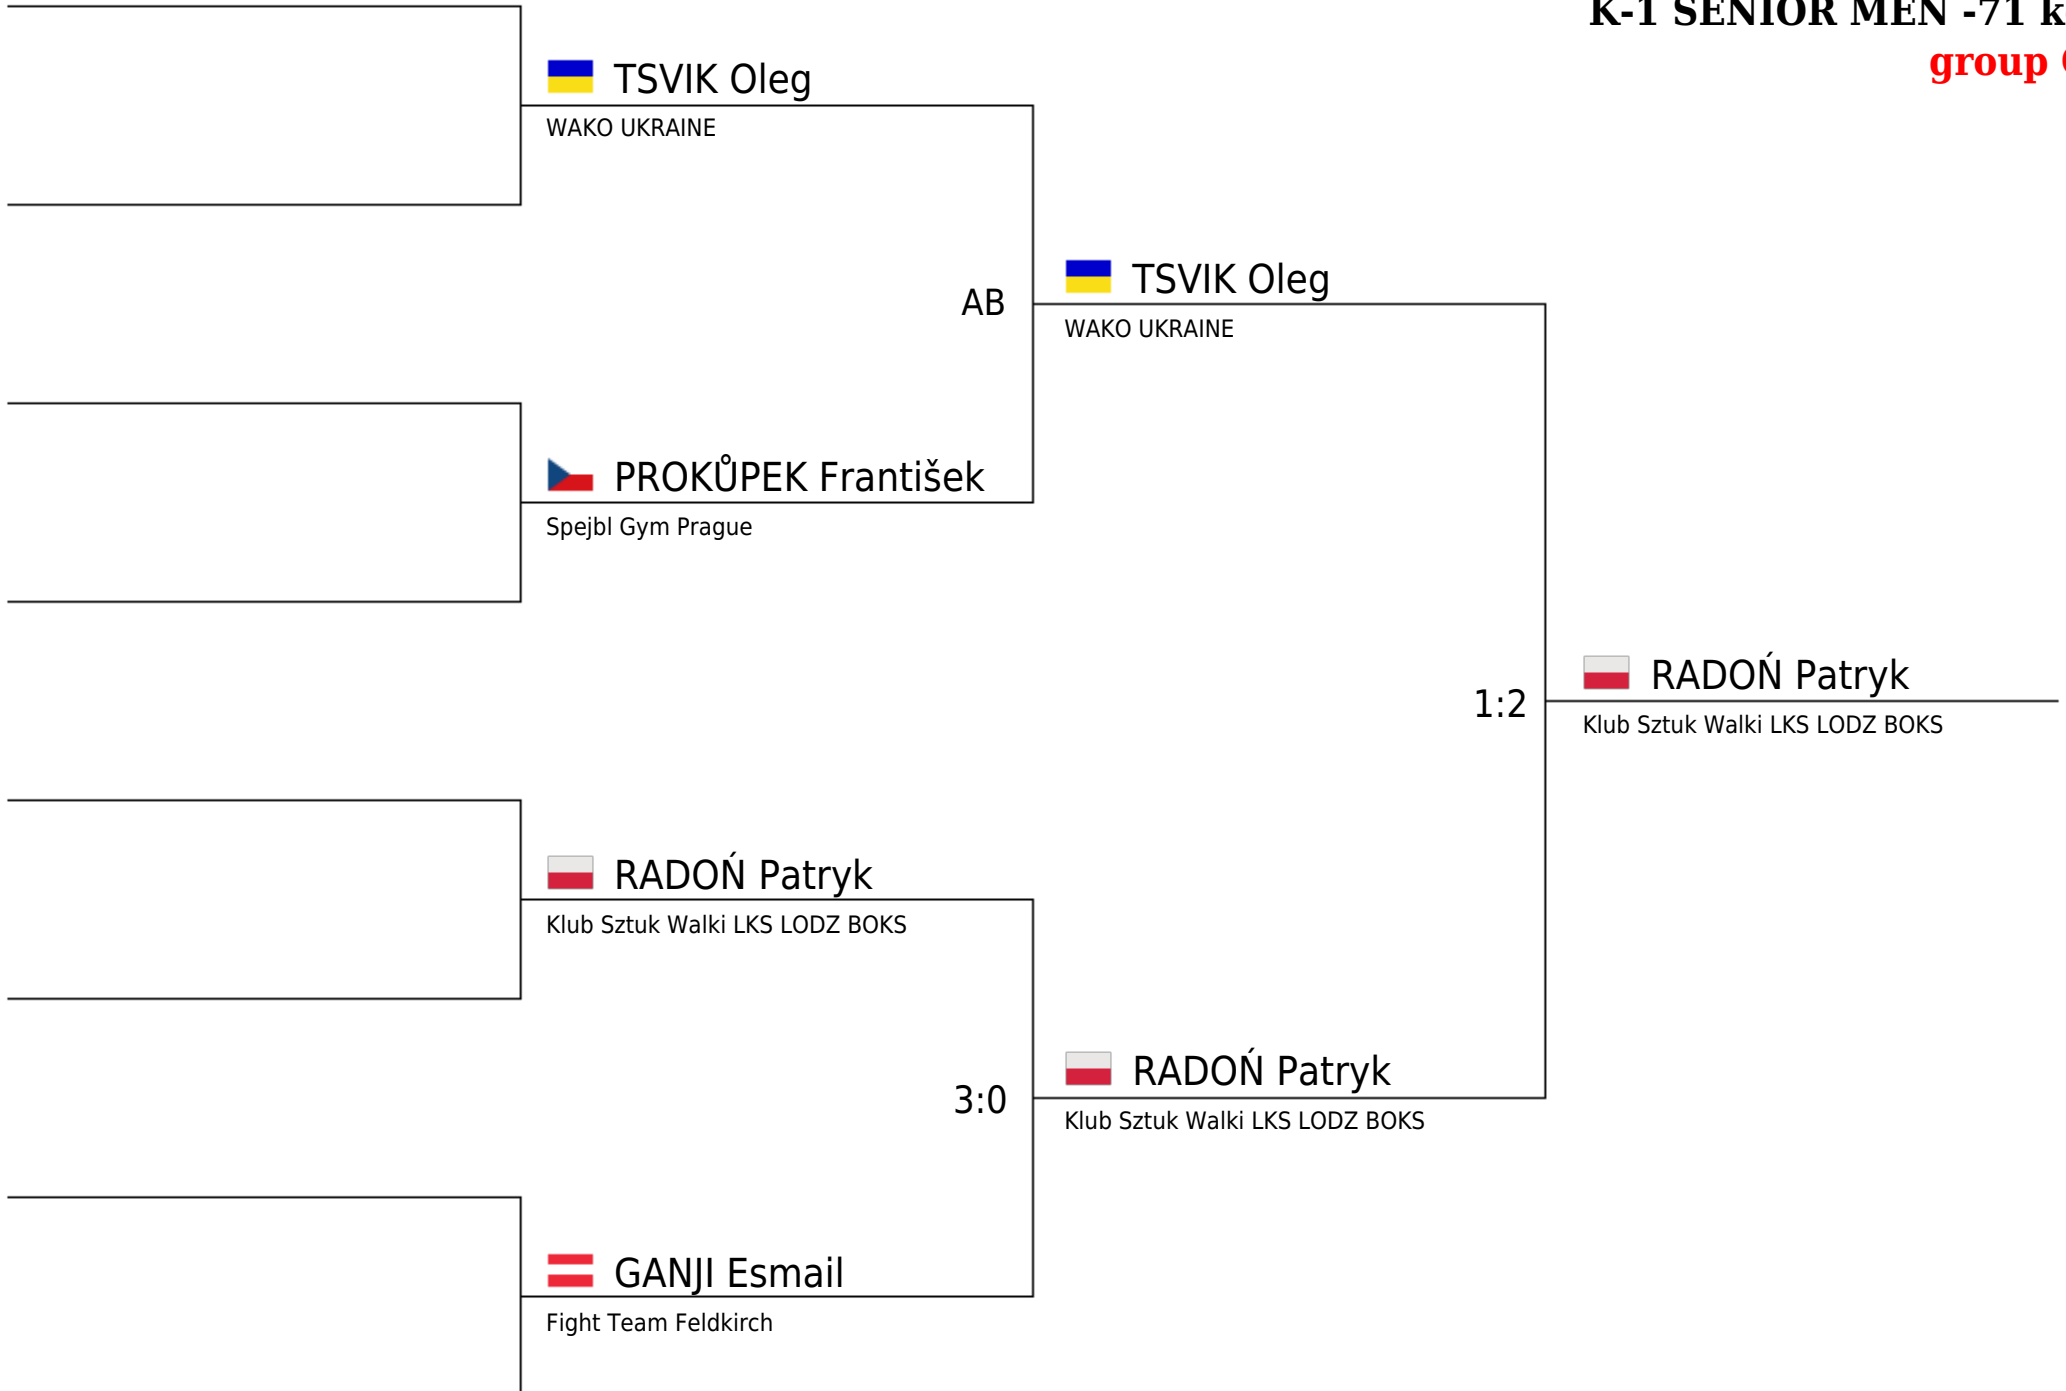 K-1 SENIOR MEN -71 k
group
TSVIK Oleg
WAKO UKRAINE
AB
TSVIK Oleg
WAKO UKRAINE
PROKŮPEK František
Spejbl Gym Prague
1:2
RADOŃ Patryk
Klub Sztuk Walki LKS LODZ BOKS
RADOŃ Patryk
Klub Sztuk Walki LKS LODZ BOKS
3:0
RADOŃ Patryk
Klub Sztuk Walki LKS LODZ BOKS
GANJI Esmail
Fight Team Feldkirch